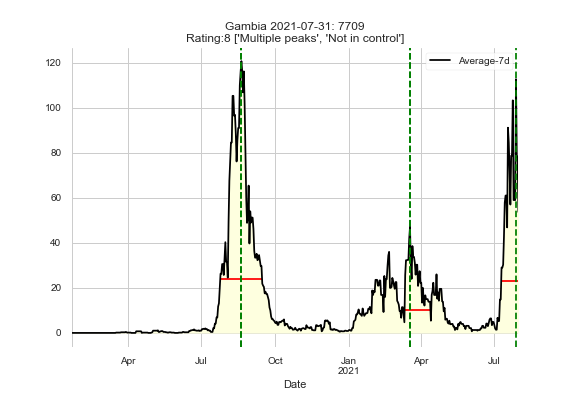 Gambia 2021-07-31: 7709
Rating:8 ['Multiple peaks', 'Not in control']
Average-7d
120
100
80
60
40
20
0
Apr Jul Oct Jan Apr Jul
2021
Date